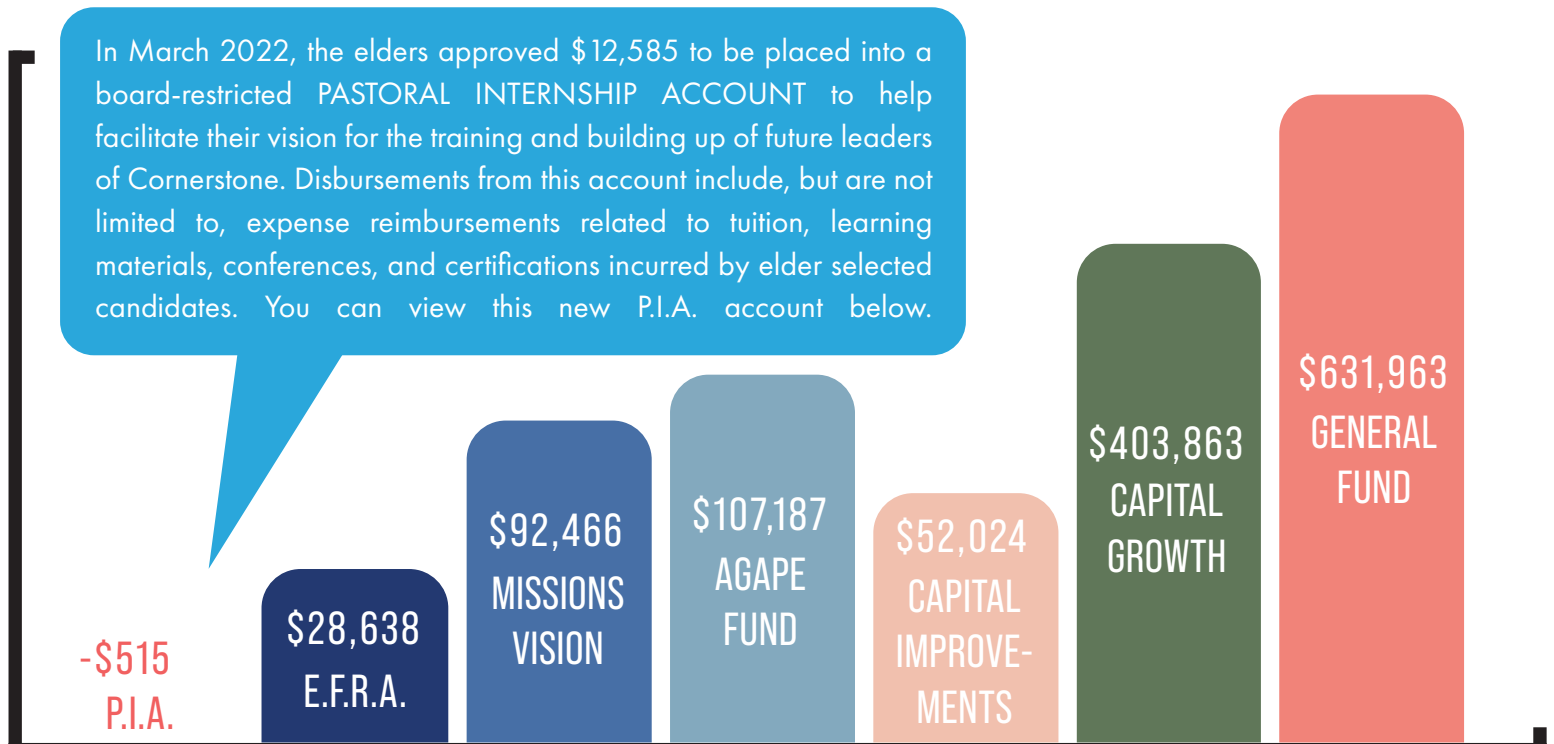 In March 2022, the elders approved $12,585 to be placed into a
board-restricted PASTORAL INTERNSHIP ACCOUNT to help
facilitate their vision for the training and building up of future leaders
of Cornerstone. Disbursements from this account include, but are not
limited to, expense reimbursements related to tuition, learning
materials, conferences, and certifications incurred by elder selected
candidates. You can view this new P.I.A. account below.
-$515
P.I.A.
$28,638
E.F.R.A.
$92,466
MISSIONS
VISION
$107,187
AGAPE
FUND
$52,024
CAPITAL
IMPROVE-
MENTS
$403,863
CAPITAL
GROWTH
$631,963
GENERAL
FUND